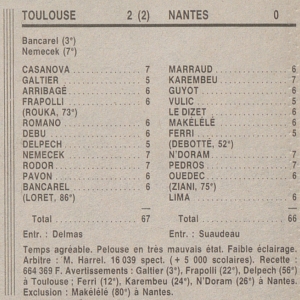 TOULOUSE 2 (2) NANTES 0
Bancarel (3°)
Nemecek (7°)
CASANOVA 7 MARRAUD 6
GALTIER 5 KAREMBEU 7
ARRIBAGÉ 6 GUYOT 6
FRAPOLLI 6 VULIC 5
(ROUKA, 73°) LE DIZET 6
ROMANO 6 MAKÉLÉLÉ 6
DEBU 6 FERRI 5
DELPECH 5 (DEBOTTÉ, 52°)
NEMECEK 7 N'DORAM 7
RODOR 7 PEDROS 7
PAVON 6 OUEDEC 6
BANCAREL 6 (ZIANI, 75°)
(LORET, 86°) LIMA 6
Total 67 Total 66
Entr. : Delmas Entr. : Suaudeau
Temps agréable. Pelouse en très mauvais état. Faible éclairage.
Arbitre : M. Harrel. 16 039 spect. (+ 5 000 scolaires). Recette :
664 369 F. Avertissements : Galtier (3°), Frapolli (22°), Delpech (56°)
à Toulouse ; Ferri (12°), Karembeu (24°), N'Doram (26°) à Nantes.
Exclusion : Makélélé (80°) à Nantes.